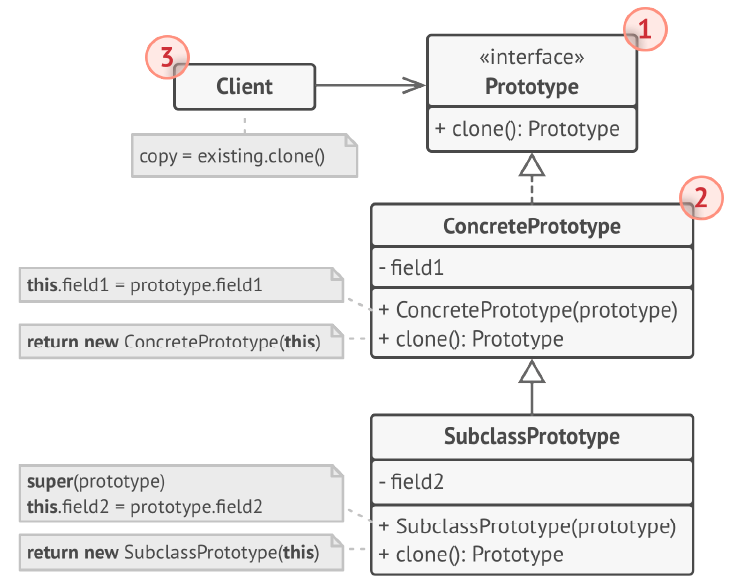 1
«interface»
Prototype
+ clone(): Prototype
3
Client
copy = existing.clone()
2
ConcretePrototype
- field1
+ ConcretePrototype(prototype)
+ clone(): Prototype
this.field1 = prototype.field1
return new ConcretePrototype(this)
SubclassPrototype
- field2
+ SubclassPrototype(prototype)
+ clone(): Prototype
super(prototype)
this.field2 = prototype.field2
return new SubclassPrototype(this)